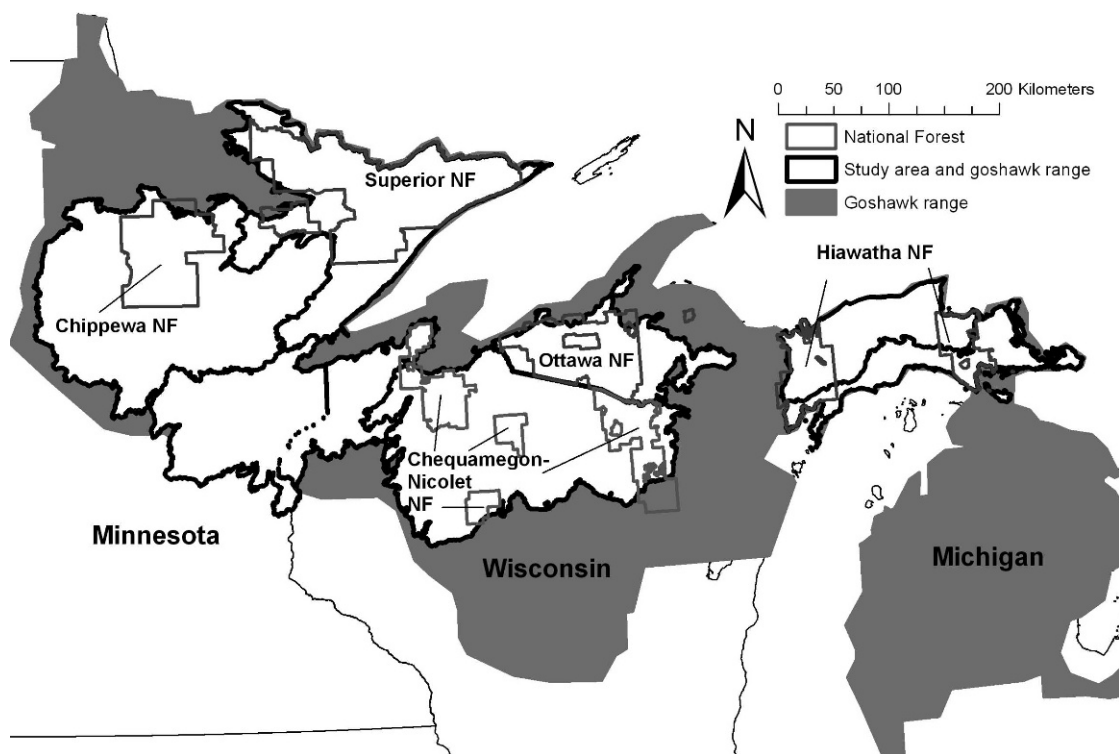 0 50 100 200 Kilometers
National Forest
Study area and goshawk range
Goshawk range
N
Superior NF
Hiawatha NF
Chippewa NF
Ottawa NF
Chequamegon-
Nicolet
NF
Minnesota
Wisconsin
Michigan